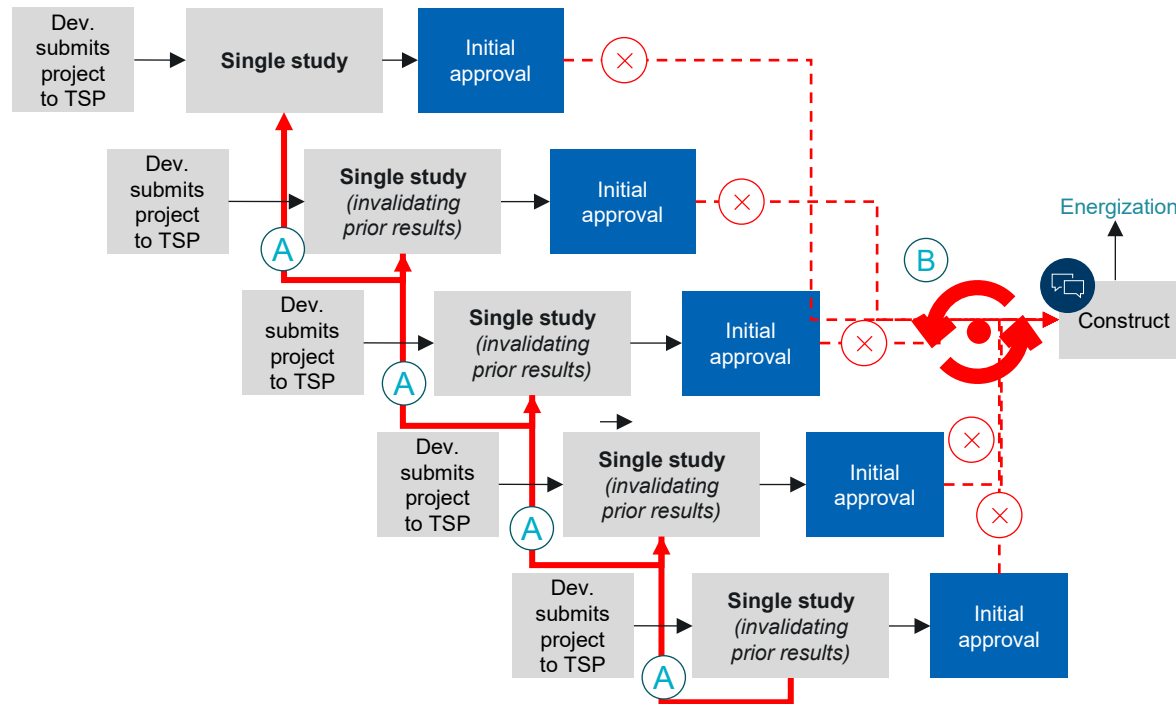 Dev.
submits
project
to TSP
Single study
Initial
approval
Dev.
submits
project
to TSP
Single study
(invalidating
prior results)
Initial
approval
A
B
Energization
Construct
Dev.
submits
project
to TSP
Single study
(invalidating
prior results)
Initial
approval
A
Dev.
submits
project
to TSP
Single study
(invalidating
prior results)
Initial
approval
A
Dev.
submits
project
to TSP
Single study
(invalidating
prior results)
Initial
approval
A